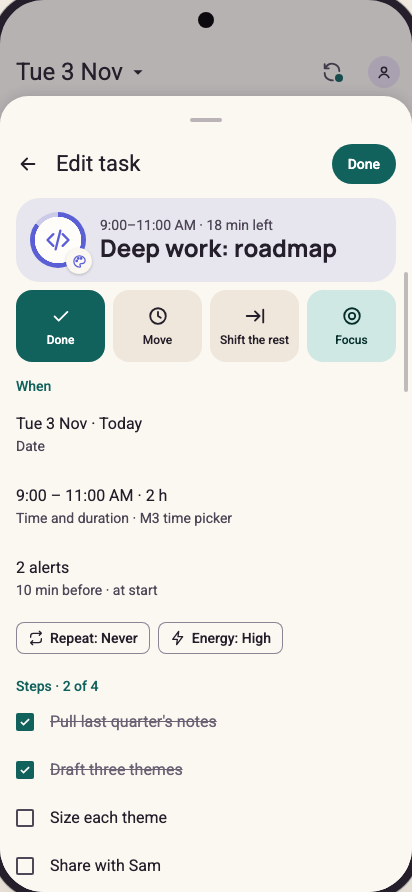 Tue 3 Nov
Edit task
Done
9:00–11:00 AM · 18 min left
Deep work: roadmap
Done
Move
Shift the rest
Focus
When
Tue 3 Nov · Today
Date
9:00 – 11:00 AM · 2 h
Time and duration · M3 time picker
2 alerts
10 min before · at start
Repeat: Never
Energy: High
Steps · 2 of 4
Pull last quarter's notes
Draft three themes
Size each theme
Share with Sam